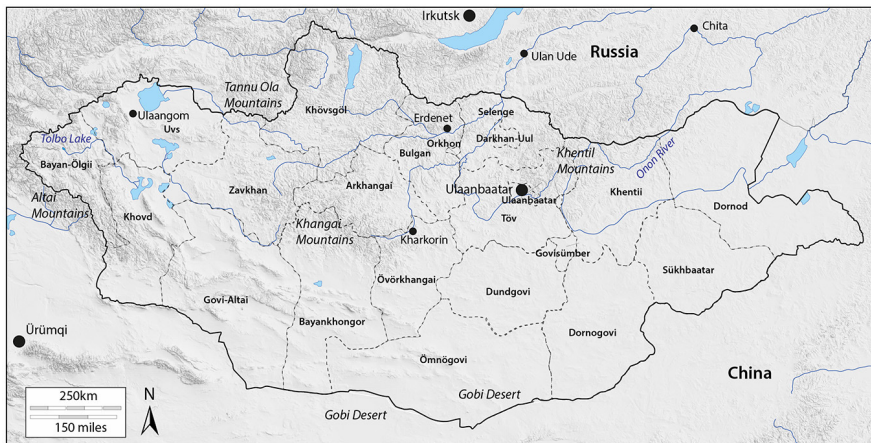 Irkutsk
Chita
Russia
Ulan Ude
Tannu Ola
Mountains
Khövsgöl
Ulaangom
Uvs
Selenge
Erdenet
Orkhon
Darkhan-Uul
Bulgan
Tolbo Lake
Bayan-Ölgii
Khentil
Mountains
Onon River
Arkhangai
Zavkhan
Ulaanbaatar
Ulaanbaatar
Khentii
Altai
Mountains
Khovd
Töv
Dornod
Khangai
Mountains
Kharkorin
Govisümber
Sükhbaatar
Övörkhangai
Govi-Altai
Dundgovi
Bayankhongor
Dornogovi
Ürümqi
Ömnögovi
China
250km
150 miles
N
Gobi Desert
Gobi Desert